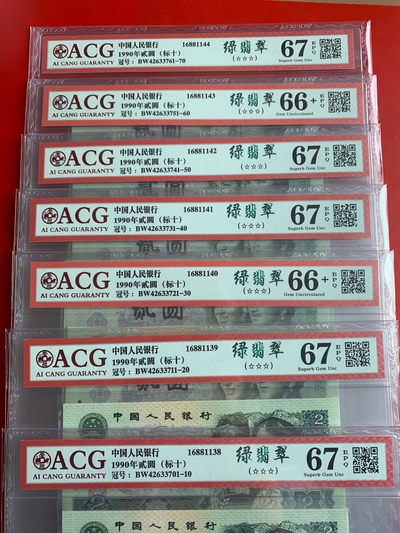 ACG
AI CANG GUARANTY
中国人民银行 16881144
1990年贰圆（标十）
冠号：BW42633761-70
绿翡翠
(☆☆☆)
67 EPQ
Superb Gem Unc
ACG
AI CANG GUARANTY
中国人民银行 16881143
1990年贰圆（标十）
冠号：BW42633751-60
绿翡翠
(☆☆☆)
66+ EPQ
Gem Uncirculated
ACG
AI CANG GUARANTY
中国人民银行 16881142
1990年贰圆（标十）
冠号：BW42633741-50
绿翡翠
(☆☆☆)
67 EPQ
Superb Gem Unc
ACG
AI CANG GUARANTY
中国人民银行 16881141
1990年贰圆（标十）
冠号：BW42633731-40
绿翡翠
(☆☆☆)
67 EPQ
Superb Gem Unc
ACG
AI CANG GUARANTY
中国人民银行 16881140
1990年贰圆（标十）
冠号：BW42633721-30
绿翡翠
(☆☆☆)
66+ EPQ
Gem Uncirculated
贰圆
ACG
AI CANG GUARANTY
中国人民银行 16881139
1990年贰圆（标十）
冠号：BW42633711-20
绿翡翠
(☆☆☆)
67 EPQ
Superb Gem Unc
贰圆
中国人民银行
2
ACG
AI CANG GUARANTY
中国人民银行 16881138
1990年贰圆（标十）
冠号：BW42633701-10
绿翡翠
(☆☆☆)
67 EPQ
Superb Gem Unc
贰圆
中国人民银行
2